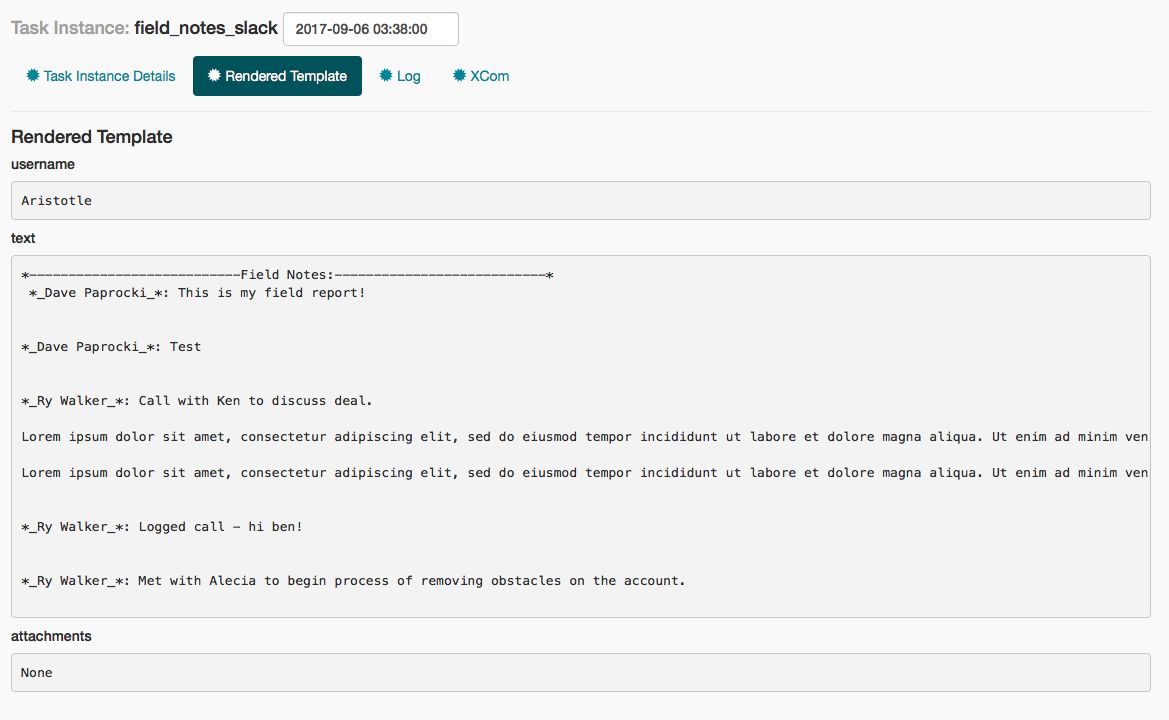 Task Instance: field_notes_slack 2017-09-06 03:38:00
Task Instance Details Rendered Template Log XCom
Rendered Template
username
Aristotle
text
*---------------------------Field Notes:---------------------------*
*_Dave Paprocki_*: This is my field report!
*_Dave Paprocki_*: Test
*_Ry Walker_*: Call with Ken to discuss deal.
Lorem ipsum dolor sit amet, consectetur adipiscing elit, sed do eiusmod tempor incididunt ut labore et dolore magna aliqua. Ut enim ad minim ven
Lorem ipsum dolor sit amet, consectetur adipiscing elit, sed do eiusmod tempor incididunt ut labore et dolore magna aliqua. Ut enim ad minim ven
*_Ry Walker_*: Logged call – hi ben!
*_Ry Walker_*: Met with Alecia to begin process of removing obstacles on the account.
attachments
None